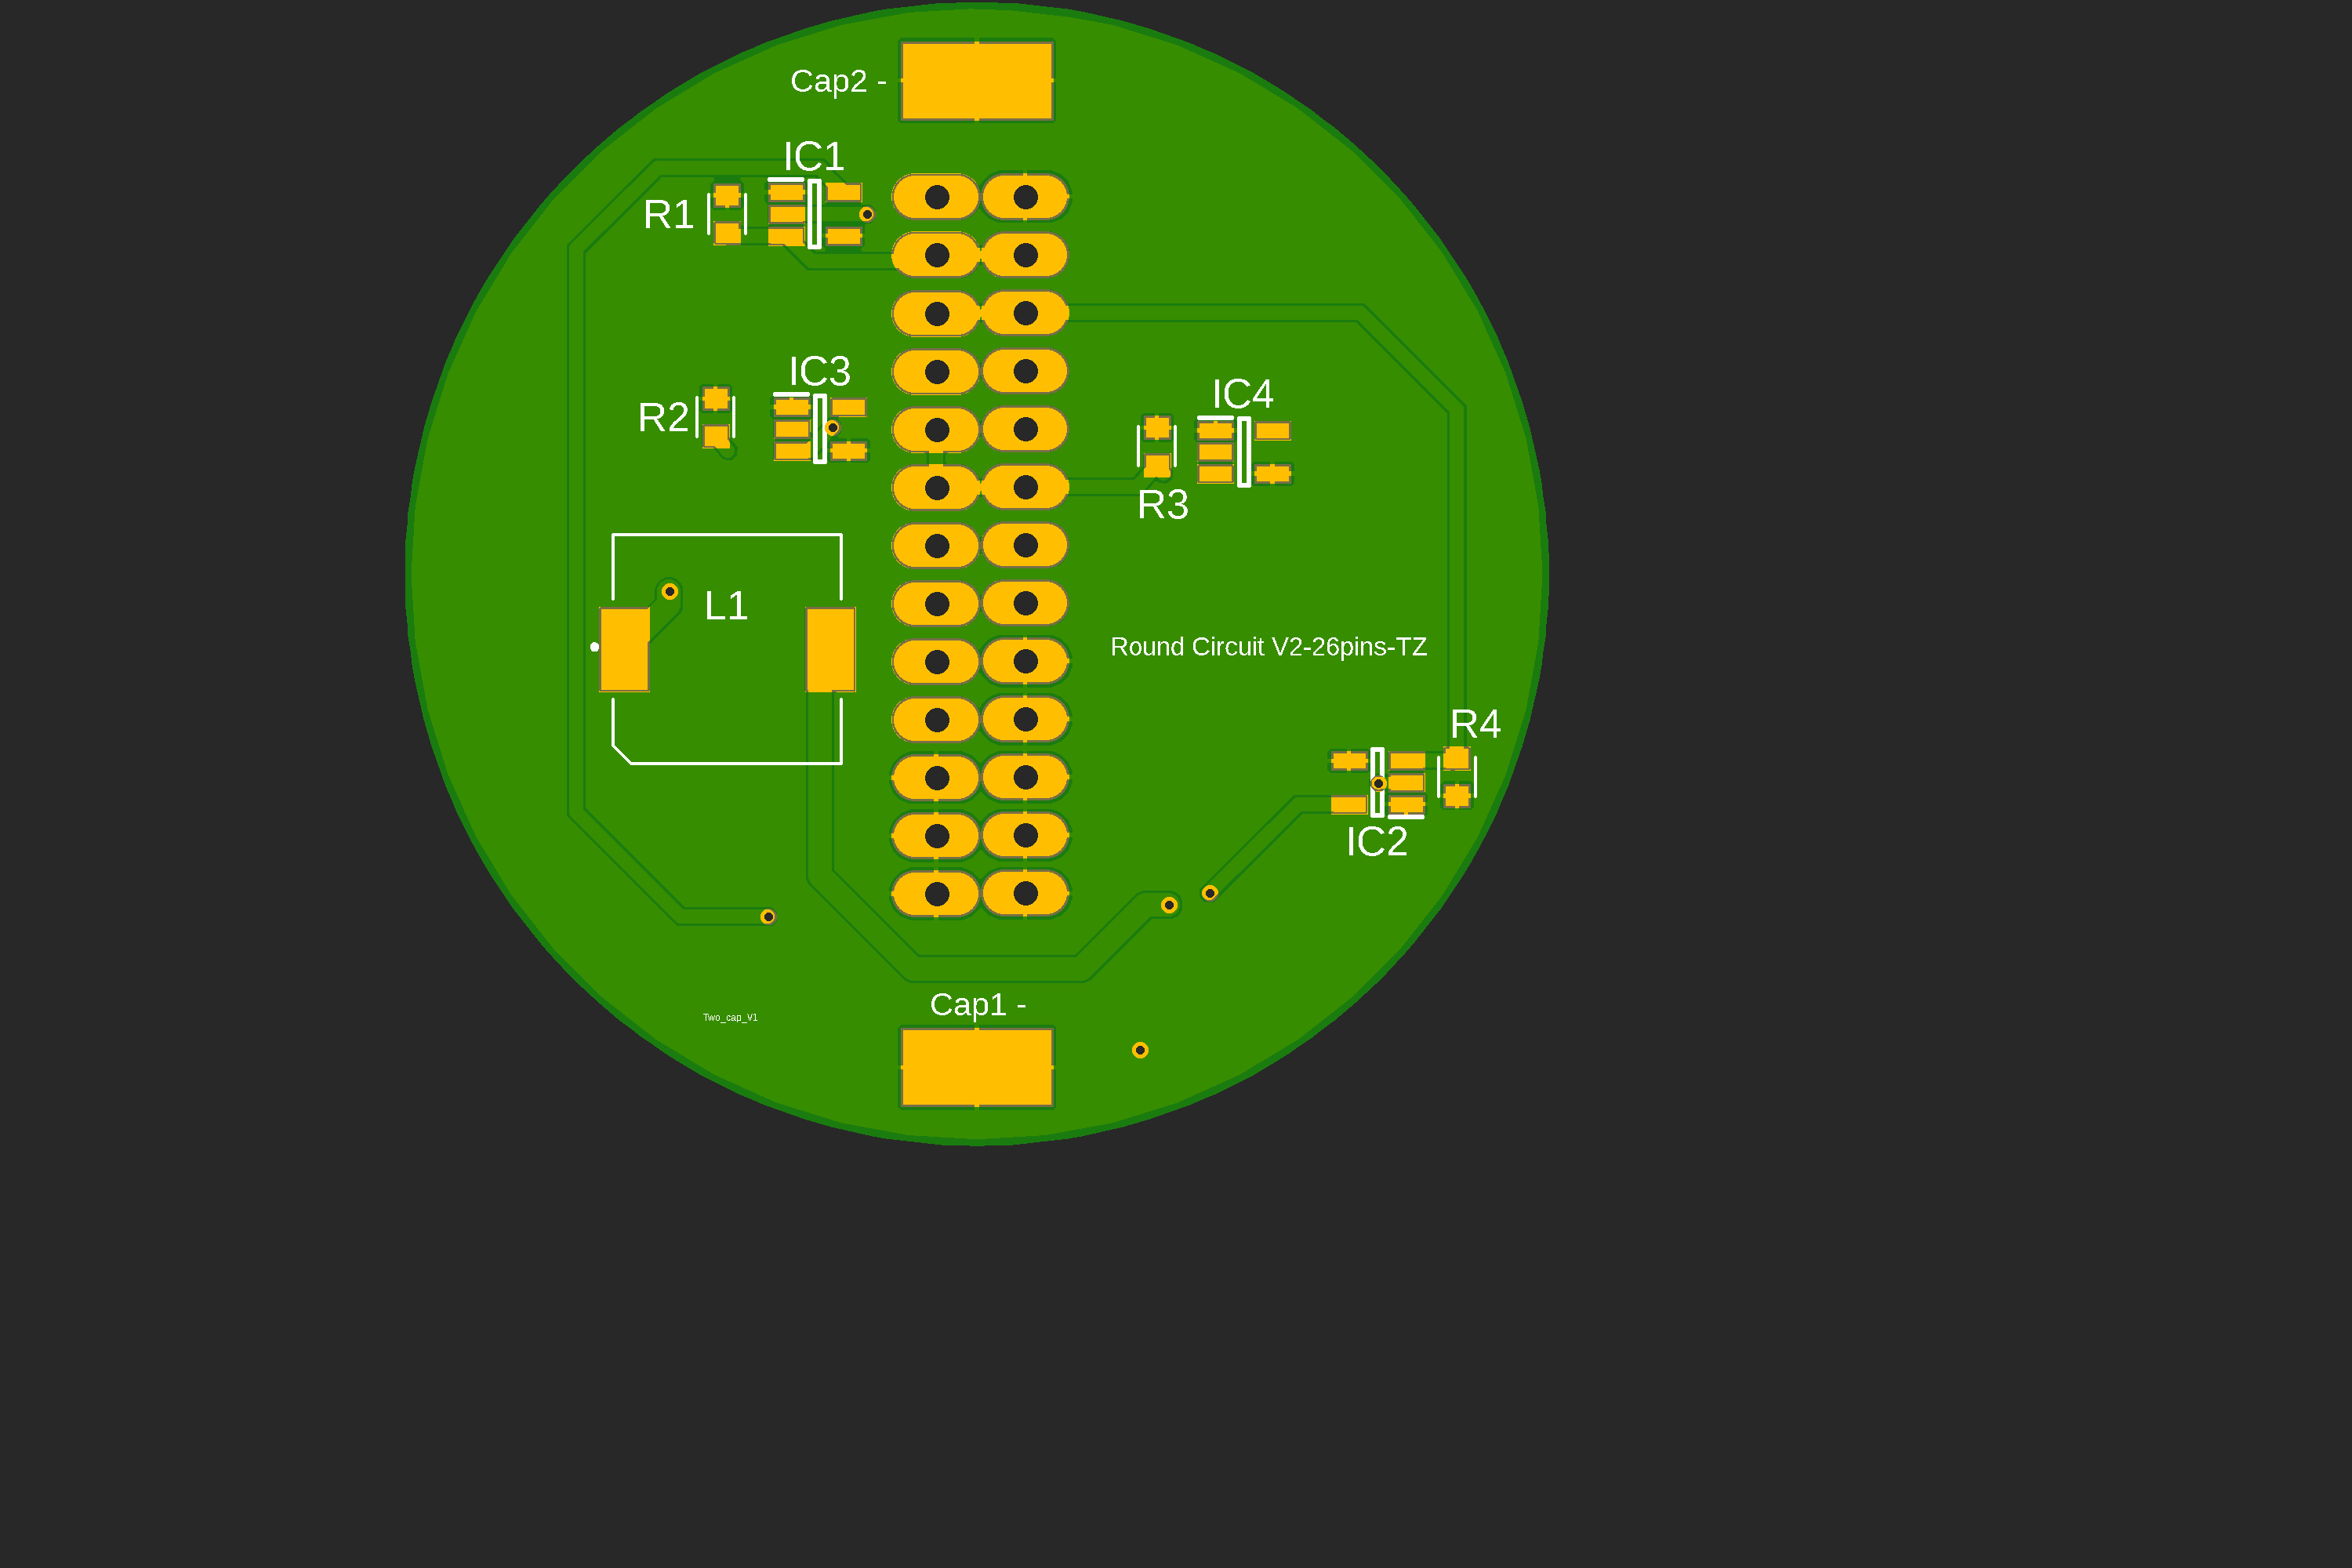 Cap2 -
IC1
R1
IC3
IC4
R2
R3
L1
Round Circuit V2-26pins-TZ
R4
IC2
Cap1 -
Two_cap_V1